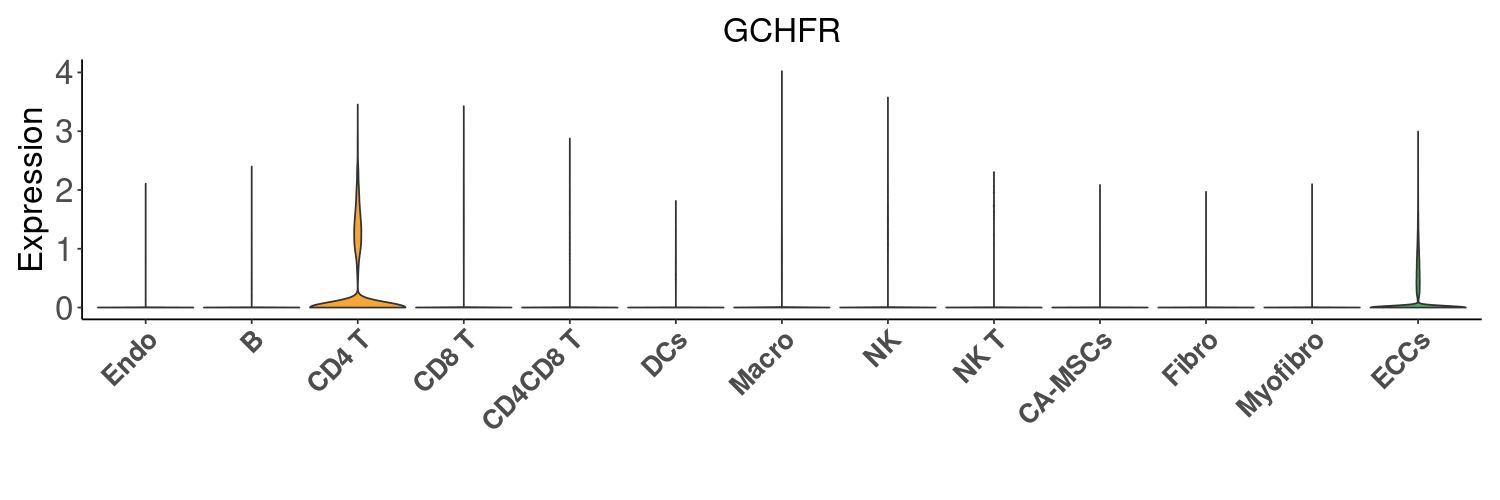 GCHFR
Expression
4
3
2
1
0
Endo
B
CD4 T
CD8 T
CD4CD8 T
DCs
Macro
NK
NK T
CA-MSCs
Fibro
Myofibro
ECCs